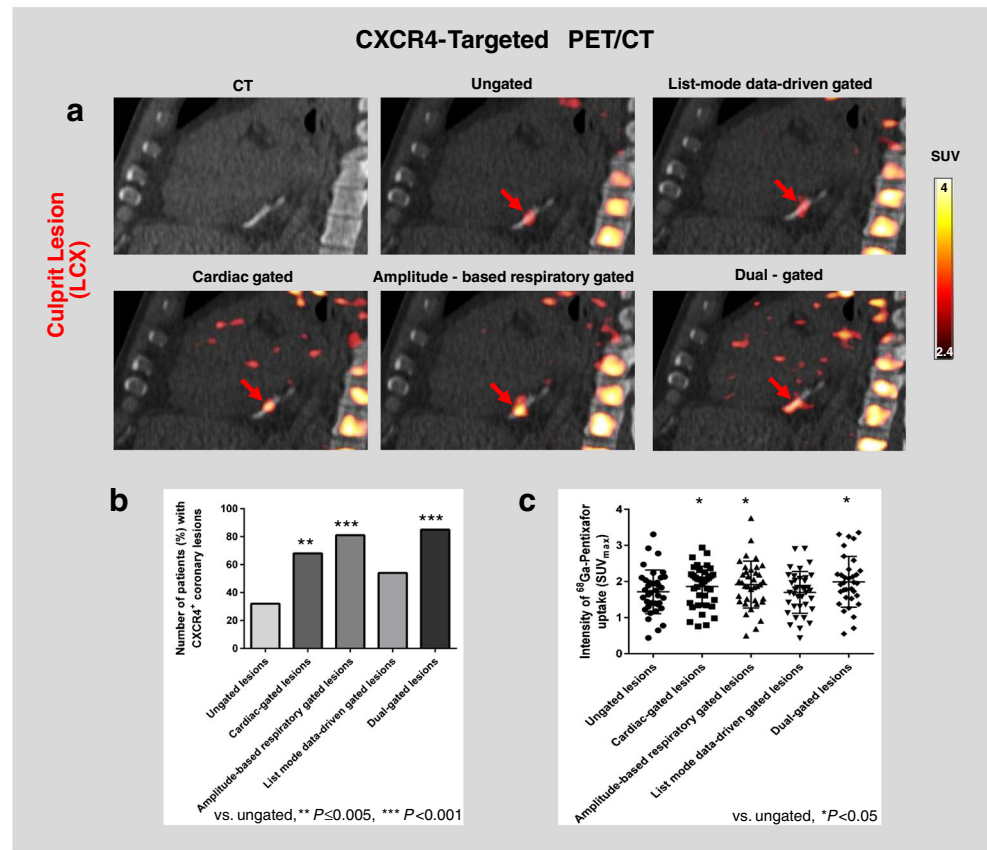 CXCR4-Targeted PET/CT
a
CT
Ungated
List-mode data-driven gated
Culprit Lesion
(LCX)
SUV
4
2.4
Cardiac gated
Amplitude - based respiratory gated
Dual - gated
b
Number of patients (%) with
CXCR4+ coronary lesions
100
80
60
40
20
0
**
***
***
Ungated lesions
Cardiac-gated lesions
Amplitude-based respiratory gated lesions
List mode data-driven gated lesions
Dual-gated lesions
vs. ungated, ** P≤0.005, *** P<0.001
c
Intensity of 68Ga-Pentixafor
uptake (SUVmax)
4
3
2
1
0
*
*
*
Ungated lesions
Cardiac-gated lesions
Amplitude-based respiratory gated lesions
List mode data-driven gated lesions
Dual-gated lesions
vs. ungated, *P<0.05